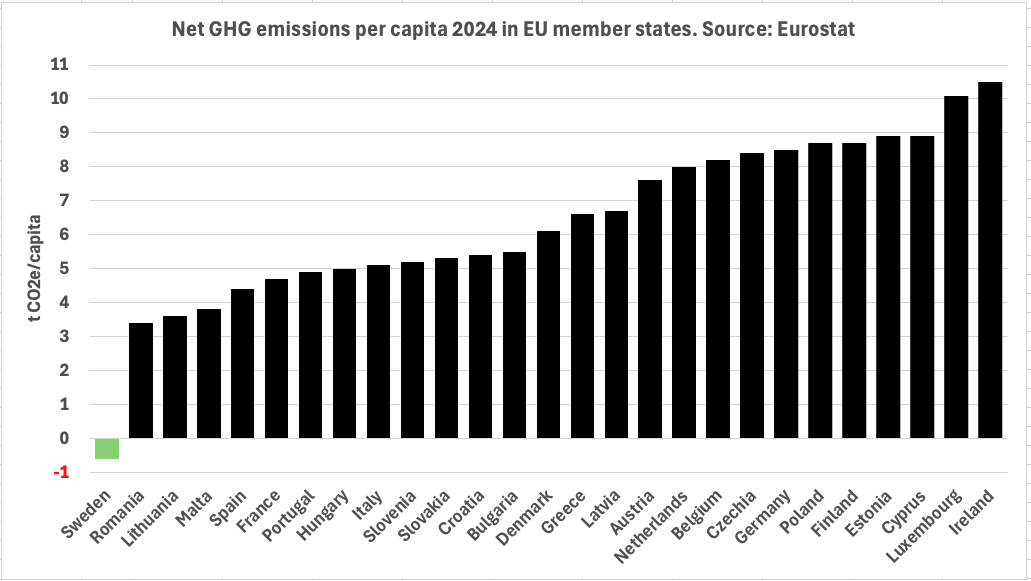 Net GHG emissions per capita 2024 in EU member states. Source: Eurostat
t CO2e/capita
11
10
9
8
7
6
5
4
3
2
1
0
-1
Sweden
Romania
Lithuania
Malta
Spain
France
Portugal
Hungary
Italy
Slovenia
Slovakia
Croatia
Bulgaria
Denmark
Greece
Latvia
Austria
Netherlands
Belgium
Czechia
Germany
Poland
Finland
Estonia
Cyprus
Luxembourg
Ireland